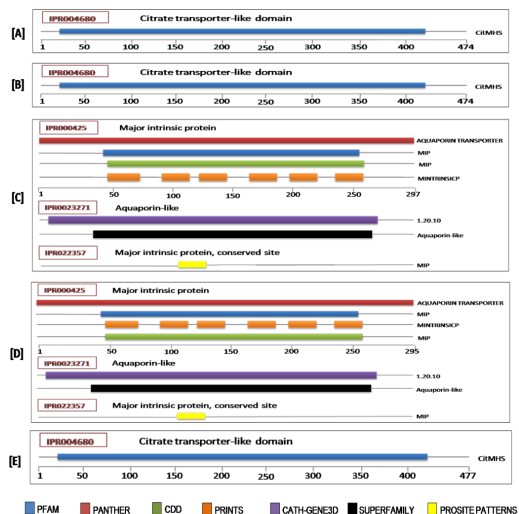 [A]
IPR004680 Citrate transporter-like domain
CitMHS
1 50 100 150 200 250 300 350 400 474
[B]
IPR004680 Citrate transporter-like domain
CitMHS
1 50 100 150 200 250 300 350 400 474
[C]
IPR000425 Major intrinsic protein
AQUAPORIN TRANSPORTER
MIP
MIP
MINTRINSICP
1 50 100 150 200 250 297
IPR0023271 Aquaporin-like
1.20.10
Aquaporin-like
IPR022357 Major intrinsic protein, conserved site
MIP
[D]
IPR000425 Major intrinsic protein
AQUAPORIN TRANSPORTER
MIP
MINTRINSICP
MIP
1 50 100 150 200 250 295
IPR0023271 Aquaporin-like
1.20.10
Aquaporin-like
IPR022357 Major intrinsic protein, conserved site
MIP
[E]
IPR004680 Citrate transporter-like domain
CitMHS
1 50 100 150 200 250 300 350 400 477
PFAM PANTHER CDD PRINTS CATH-GENE3D SUPERFAMILY PROSITE PATTERNS